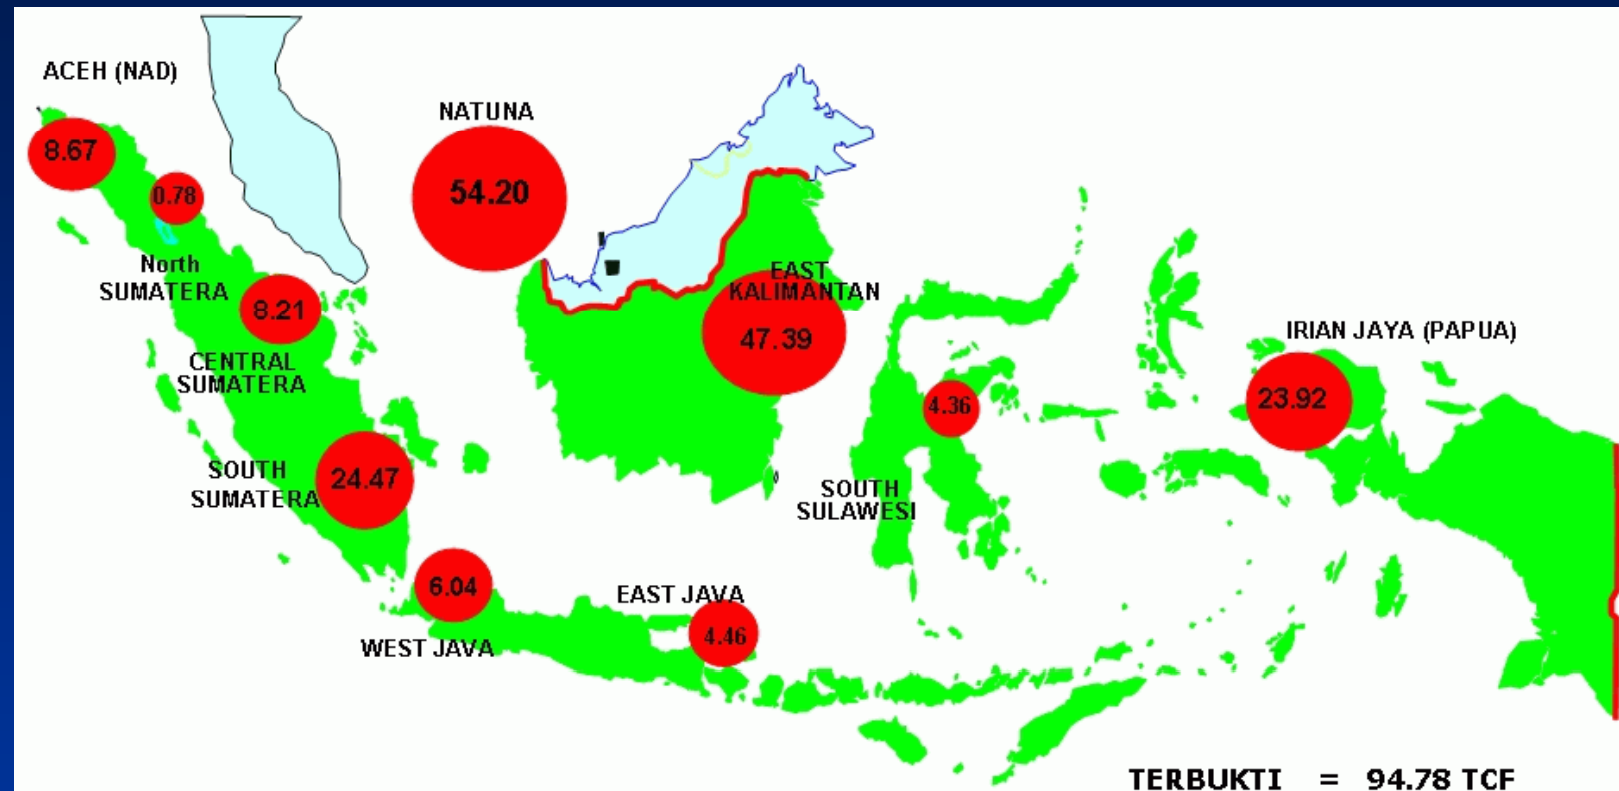 ACEH (NAD)
8.67
0.78
North
SUMATERA
8.21
CENTRAL
SUMATERA
SOUTH
SUMATERA
24.47
NATUNA
54.20
EAST
KALIMANTAN
47.39
6.04
WEST JAVA
EAST JAVA
4.46
4.36
SOUTH
SULAWESI
IRIAN JAYA (PAPUA)
23.92
TERBUKTI = 94.78 TCF